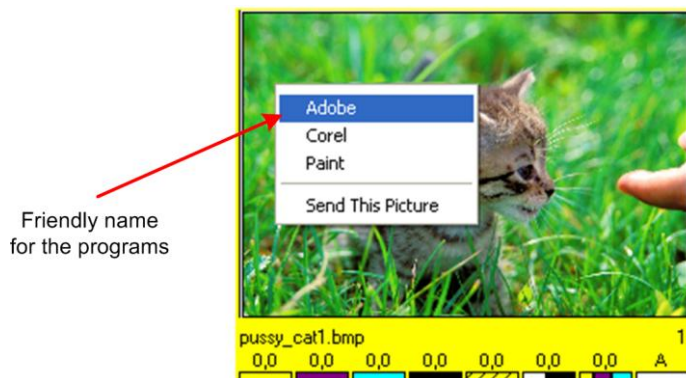 Adobe
Corel
Paint
Send This Picture
Friendly name
for the programs
pussy_cat1.bmp 1
0,0 0,0 0,0 0,0 0,0 0,0 0,0 A